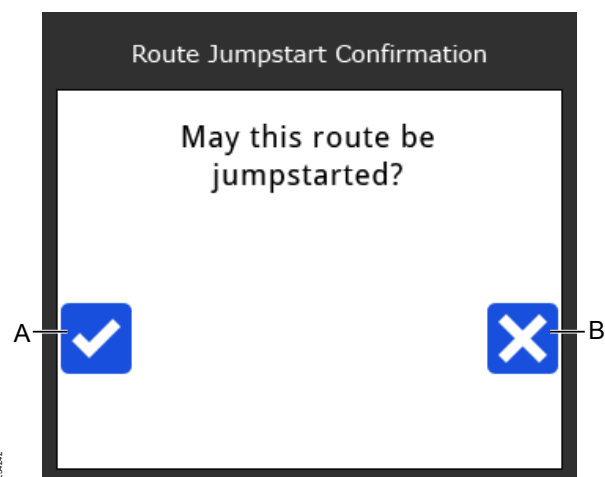 Route Jumpstart Confirmation
May this route be
jumpstarted?
A
B